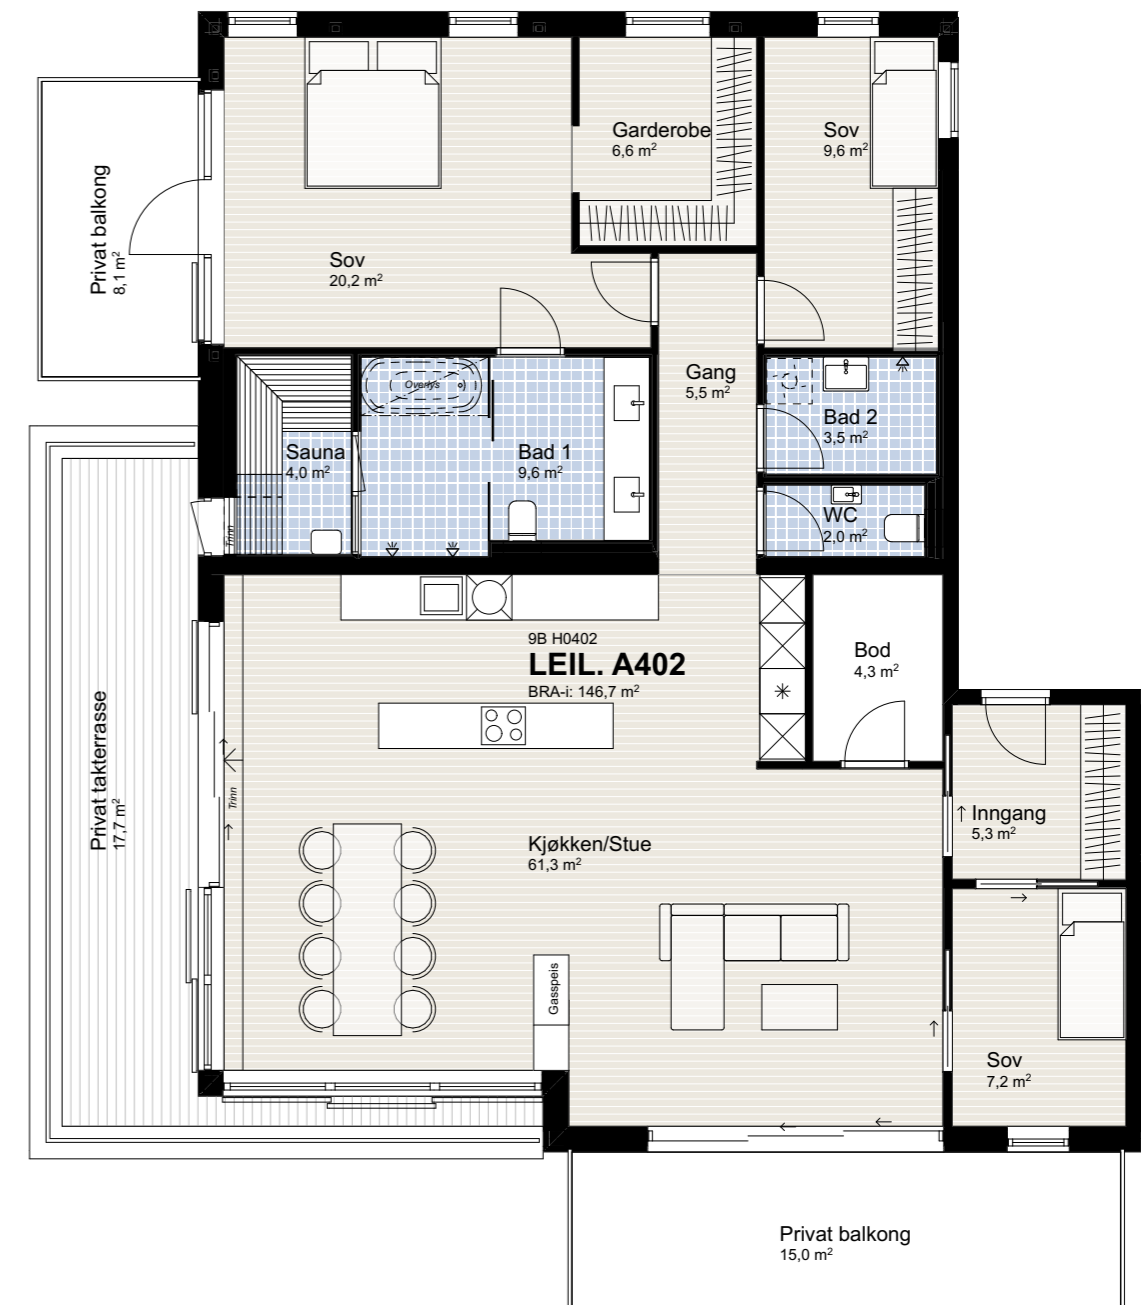 Garderobe
6,6 m²
Sov
9,6 m²
Privat balkong
8,1 m²
Sov
20,2 m²
Gang
5,5 m²
Overlys
Bad 2
3,5 m²
Sauna
4,0 m²
Bad 1
9,6 m²
WC
2,0 m²
Trinn
9B H0402
LEIL. A402
BRA-i: 146,7 m²
Bod
4,3 m²
Privat takterrasse
17,7 m²
Trinn
Inngang
5,3 m²
Kjøkken/Stue
61,3 m²
Gasspeis
Sov
7,2 m²
Privat balkong
15,0 m²